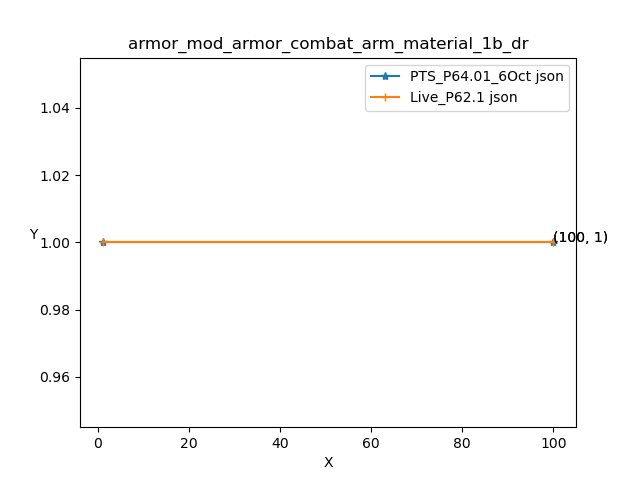 armor_mod_armor_combat_arm_material_1b_dr
PTS_P64.01_6Oct json
Live_P62.1 json
1.04
1.02
1.00
0.98
0.96
Y
(100, 1)
0 20 40 60 80 100
X